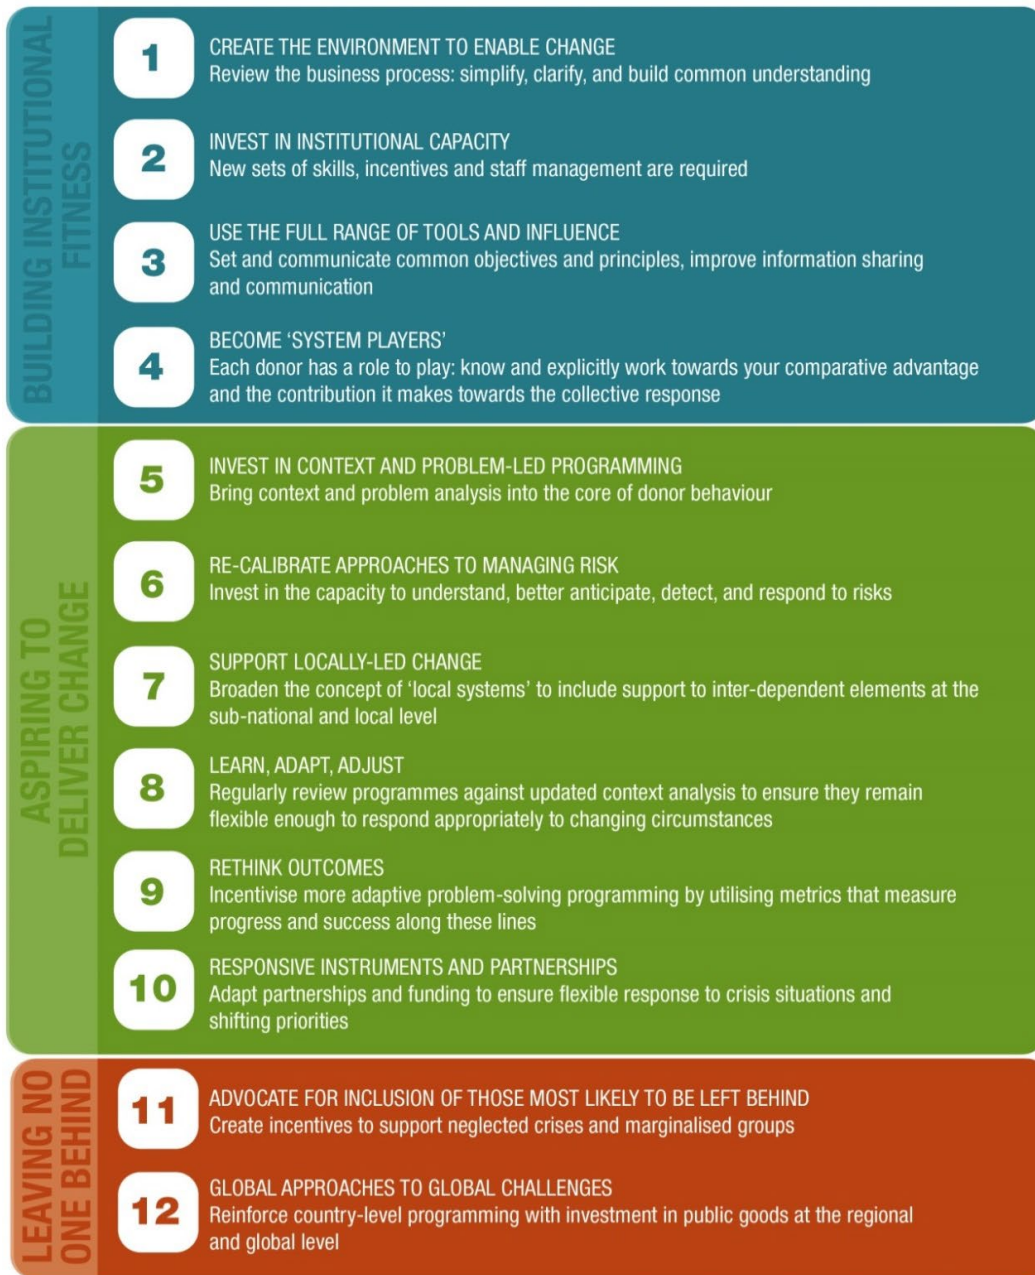 BUILDING INSTITUTIONAL
FITNESS
1
CREATE THE ENVIRONMENT TO ENABLE CHANGE
Review the business process: simplify, clarify, and build common understanding
2
INVEST IN INSTITUTIONAL CAPACITY
New sets of skills, incentives and staff management are required
3
USE THE FULL RANGE OF TOOLS AND INFLUENCE
Set and communicate common objectives and principles, improve information sharing
and communication
4
BECOME ‘SYSTEM PLAYERS’
Each donor has a role to play: know and explicitly work towards your comparative advantage
and the contribution it makes towards the collective response
ASPIRING TO
DELIVER CHANGE
5
INVEST IN CONTEXT AND PROBLEM-LED PROGRAMMING
Bring context and problem analysis into the core of donor behaviour
6
RE-CALIBRATE APPROACHES TO MANAGING RISK
Invest in the capacity to understand, better anticipate, detect, and respond to risks
7
SUPPORT LOCALLY-LED CHANGE
Broaden the concept of ‘local systems’ to include support to inter-dependent elements at the
sub-national and local level
8
LEARN, ADAPT, ADJUST
Regularly review programmes against updated context analysis to ensure they remain
flexible enough to respond appropriately to changing circumstances
9
RETHINK OUTCOMES
Incentivise more adaptive problem-solving programming by utilising metrics that measure
progress and success along these lines
10
RESPONSIVE INSTRUMENTS AND PARTNERSHIPS
Adapt partnerships and funding to ensure flexible response to crisis situations and
shifting priorities
LEAVING NO
ONE BEHIND
11
ADVOCATE FOR INCLUSION OF THOSE MOST LIKELY TO BE LEFT BEHIND
Create incentives to support neglected crises and marginalised groups
12
GLOBAL APPROACHES TO GLOBAL CHALLENGES
Reinforce country-level programming with investment in public goods at the regional
and global level